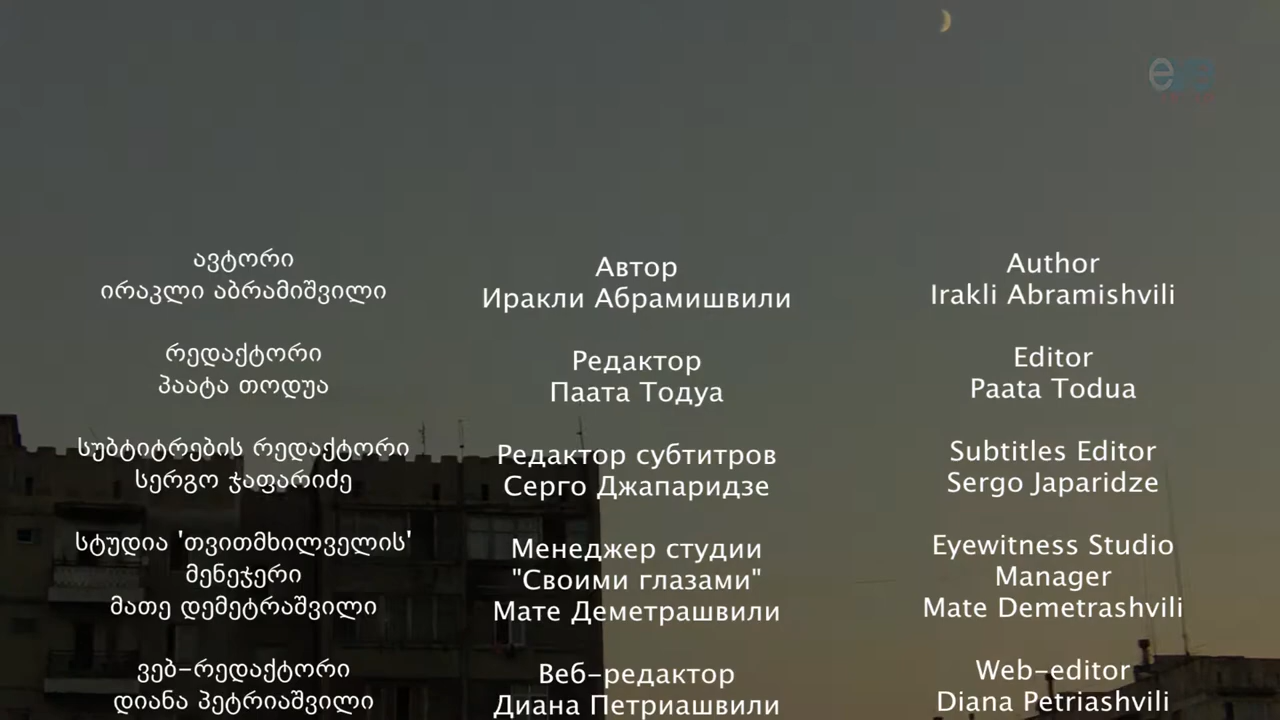 ავტორი
ირაკლი აბრამიშვილი
რედაქტორი
პაატა თოდუა
სუბტიტრების რედაქტორი
სერგო ჯაფარიძე
სტუდია 'თვითმხილველის'
მენეჯერი
მათე დემეტრაშვილი
ვებ-რედაქტორი
დიანა პეტრიაშვილი
Автор
Иракли Абрамишвили
Редактор
Паата Тодуа
Редактор субтитров
Серго Джапаридзе
Менеджер студии
"Своими глазами"
Мате Деметрашвили
Веб-редактор
Диана Петриашвили
Author
Irakli Abramishvili
Editor
Paata Todua
Subtitles Editor
Sergo Japaridze
Eyewitness Studio
Manager
Mate Demetrashvili
Web-editor
Diana Petriashvili